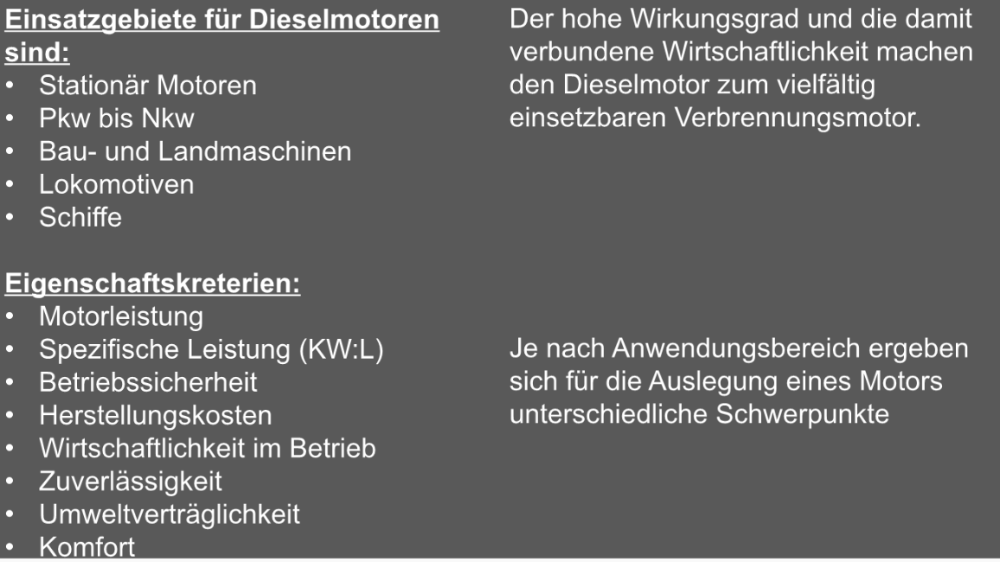 Einsatzgebiete für Dieselmotoren
sind:
• Stationär Motoren
• Pkw bis Nkw
• Bau- und Landmaschinen
• Lokomotiven
• Schiffe
Eigenschaftskreterien:
• Motorleistung
• Spezifische Leistung (KW:L)
• Betriebssicherheit
• Herstellungskosten
• Wirtschaftlichkeit im Betrieb
• Zuverlässigkeit
• Umweltverträglichkeit
• Komfort
Der hohe Wirkungsgrad und die damit
verbundene Wirtschaftlichkeit machen
den Dieselmotor zum vielfältig
einsetzbaren Verbrennungsmotor.
Je nach Anwendungsbereich ergeben
sich für die Auslegung eines Motors
unterschiedliche Schwerpunkte